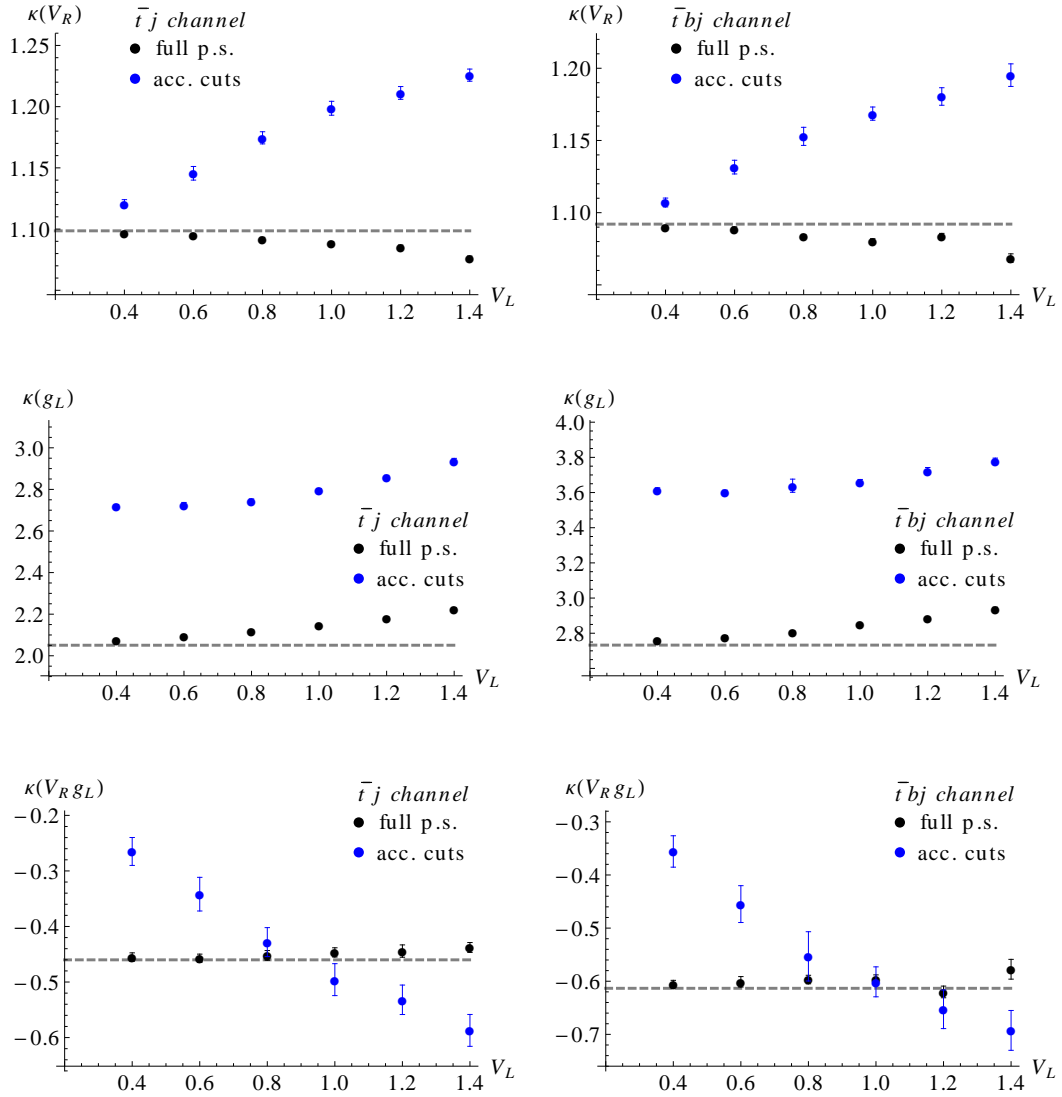 κ(V_R)
t̄ j channel
full p.s.
acc. cuts
1.25
1.20
1.15
1.10
0.4 0.6 0.8 1.0 1.2 1.4 V_L
κ(V_R)
t̄ bj channel
full p.s.
acc. cuts
1.20
1.15
1.10
0.4 0.6 0.8 1.0 1.2 1.4 V_L
κ(g_L)
3.0
2.8
2.6
2.4
2.2
2.0
t̄ j channel
full p.s.
acc. cuts
0.4 0.6 0.8 1.0 1.2 1.4 V_L
κ(g_L)
4.0
3.8
3.6
3.4
3.2
3.0
2.8
t̄ bj channel
full p.s.
acc. cuts
0.4 0.6 0.8 1.0 1.2 1.4 V_L
κ(V_R g_L)
t̄ j channel
full p.s.
acc. cuts
−0.2
−0.3
−0.4
−0.5
−0.6
0.4 0.6 0.8 1.0 1.2 1.4 V_L
κ(V_R g_L)
t̄ bj channel
full p.s.
acc. cuts
−0.3
−0.4
−0.5
−0.6
−0.7
0.4 0.6 0.8 1.0 1.2 1.4 V_L